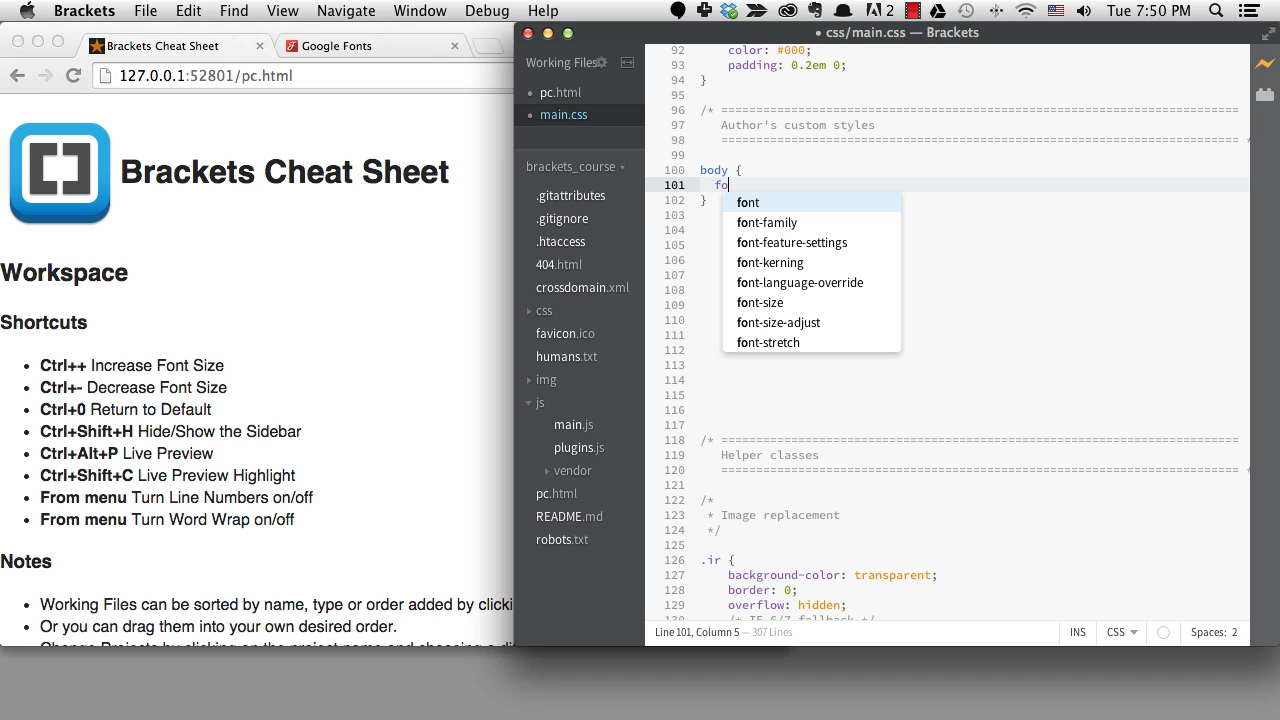 Brackets File Edit Find View Navigate Window Debug Help
2 Tue 7:50 PM
Brackets Cheat Sheet
Google Fonts
127.0.0.1:52801/pc.html
Brackets Cheat Sheet
Workspace
Shortcuts
• Ctrl++ Increase Font Size
• Ctrl+- Decrease Font Size
• Ctrl+0 Return to Default
• Ctrl+Shift+H Hide/Show the Sidebar
• Ctrl+Alt+P Live Preview
• Ctrl+Shift+C Live Preview Highlight
• From menu Turn Line Numbers on/off
• From menu Turn Word Wrap on/off
Notes
• Working Files can be sorted by name, type or order added by clicki
• Or you can drag them into your own desired order.
• css/main.css — Brackets
Working Files
• pc.html
• main.css
brackets_course
.gitattributes
.gitignore
.htaccess
404.html
crossdomain.xml
css
favicon.ico
humans.txt
img
js
main.js
plugins.js
vendor
pc.html
README.md
robots.txt
92 color: #000;
93 padding: 0.2em 0;
94 }
95
96 /* ==========================================================================
97 Author's custom styles
98 ========================================================================== *
99
100 body {
101 fo
102 }
103
104
105
106
107
108
109
110
111
112
113
114
115
116
117
118 /* ==========================================================================
119 Helper classes
120 ========================================================================== *
121
122 /*
123 * Image replacement
124 */
125
126 .ir {
127 background-color: transparent;
128 border: 0;
129 overflow: hidden;
font
font-family
font-feature-settings
font-kerning
font-language-override
font-size
font-size-adjust
font-stretch
Line 101, Column 5 — 307 Lines
INS CSS Spaces: 2